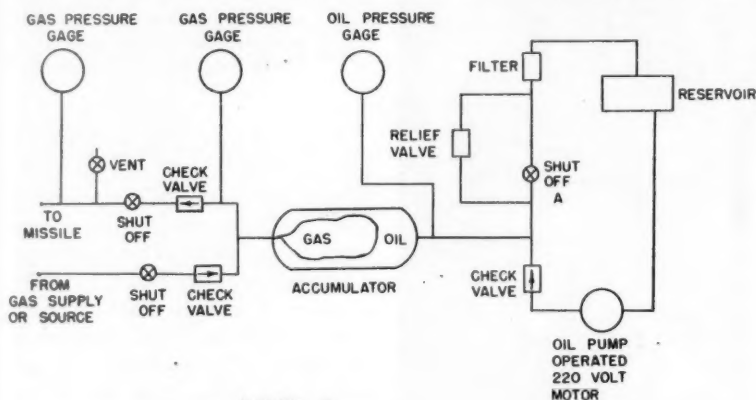 GAS PRESSURE
GAGE
GAS PRESSURE
GAGE
OIL PRESSURE
GAGE
FILTER
RESERVOIR
RELIEF
VALVE
VENT
CHECK
VALVE
SHUT
OFF
A
TO
MISSILE
SHUT
OFF
GAS
OIL
FROM
GAS SUPPLY
OR SOURCE
SHUT
OFF
CHECK
VALVE
ACCUMULATOR
CHECK
VALVE
OIL PUMP
OPERATED
220 VOLT
MOTOR